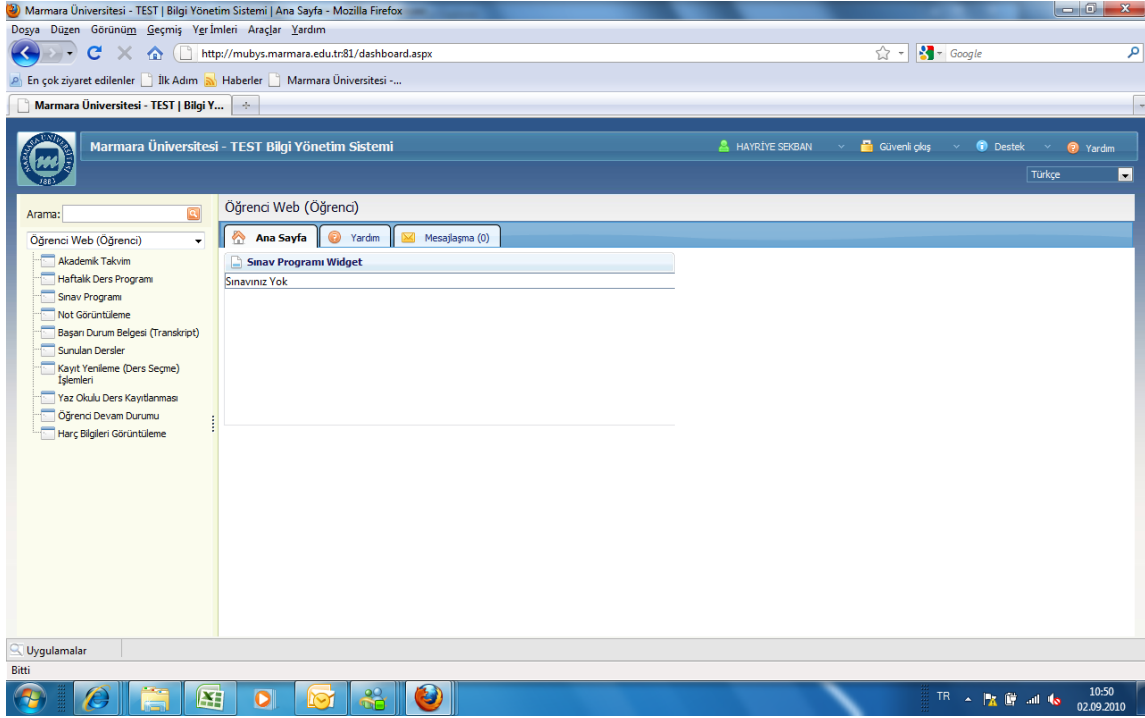 Marmara Üniversitesi - TEST | Bilgi Yönetim Sistemi | Ana Sayfa - Mozilla Firefox
Dosya Düzen Görünüm Geçmiş Yer İmleri Araçlar Yardım
http://mubys.marmara.edu.tr:81/dashboard.aspx
Google
En çok ziyaret edilenler İlk Adım Haberler Marmara Üniversitesi -...
Marmara Üniversitesi - TEST | Bilgi Y...
MARMARA ÜNİVERSİTESİ
1883
Marmara Üniversitesi - TEST Bilgi Yönetim Sistemi
HAYRİYE SEKBAN Güvenli çıkış Destek Yardım
Türkçe
Arama:
Öğrenci Web (Öğrenci)
Akademik Takvim
Haftalık Ders Programı
Sınav Programı
Not Görüntüleme
Başarı Durum Belgesi (Transkript)
Sunulan Dersler
Kayıt Yenileme (Ders Seçme)
İşlemleri
Yaz Okulu Ders Kayıtlanması
Öğrenci Devam Durumu
Harç Bilgileri Görüntüleme
Öğrenci Web (Öğrenci)
Ana Sayfa Yardım Mesajlaşma (0)
Sınav Programı Widget
Sınavınız Yok
Uygulamalar
Bitti
TR
10:50
02.09.2010